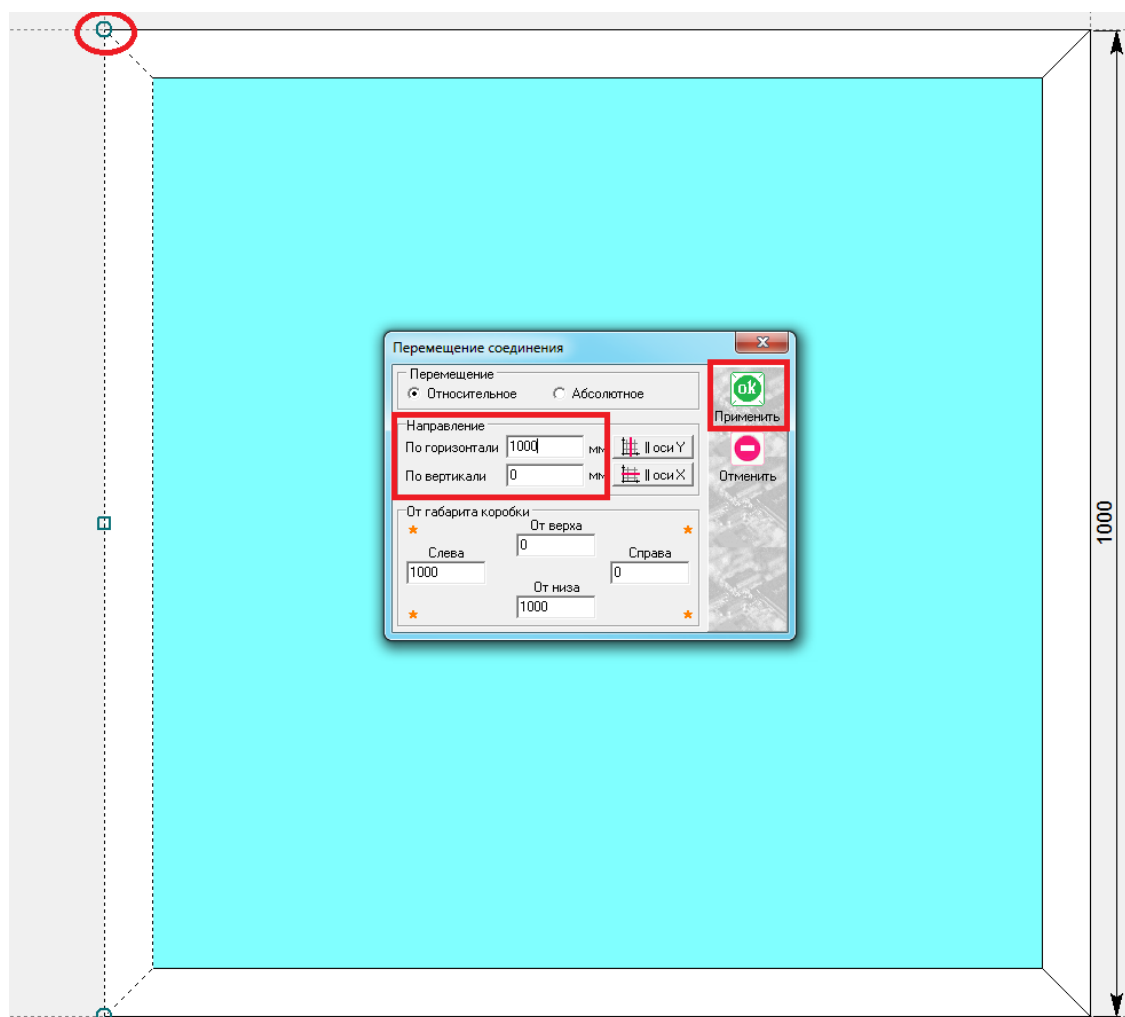 Перемещение соединения
Перемещение
Относительное Абсолютное
ok
Применить
Направление
По горизонтали 1000 мм || оси Y
По вертикали 0 мм || оси X
Отменить
От габарита коробки
От верха
0
Слева Справа
1000 0
От низа
1000
1000